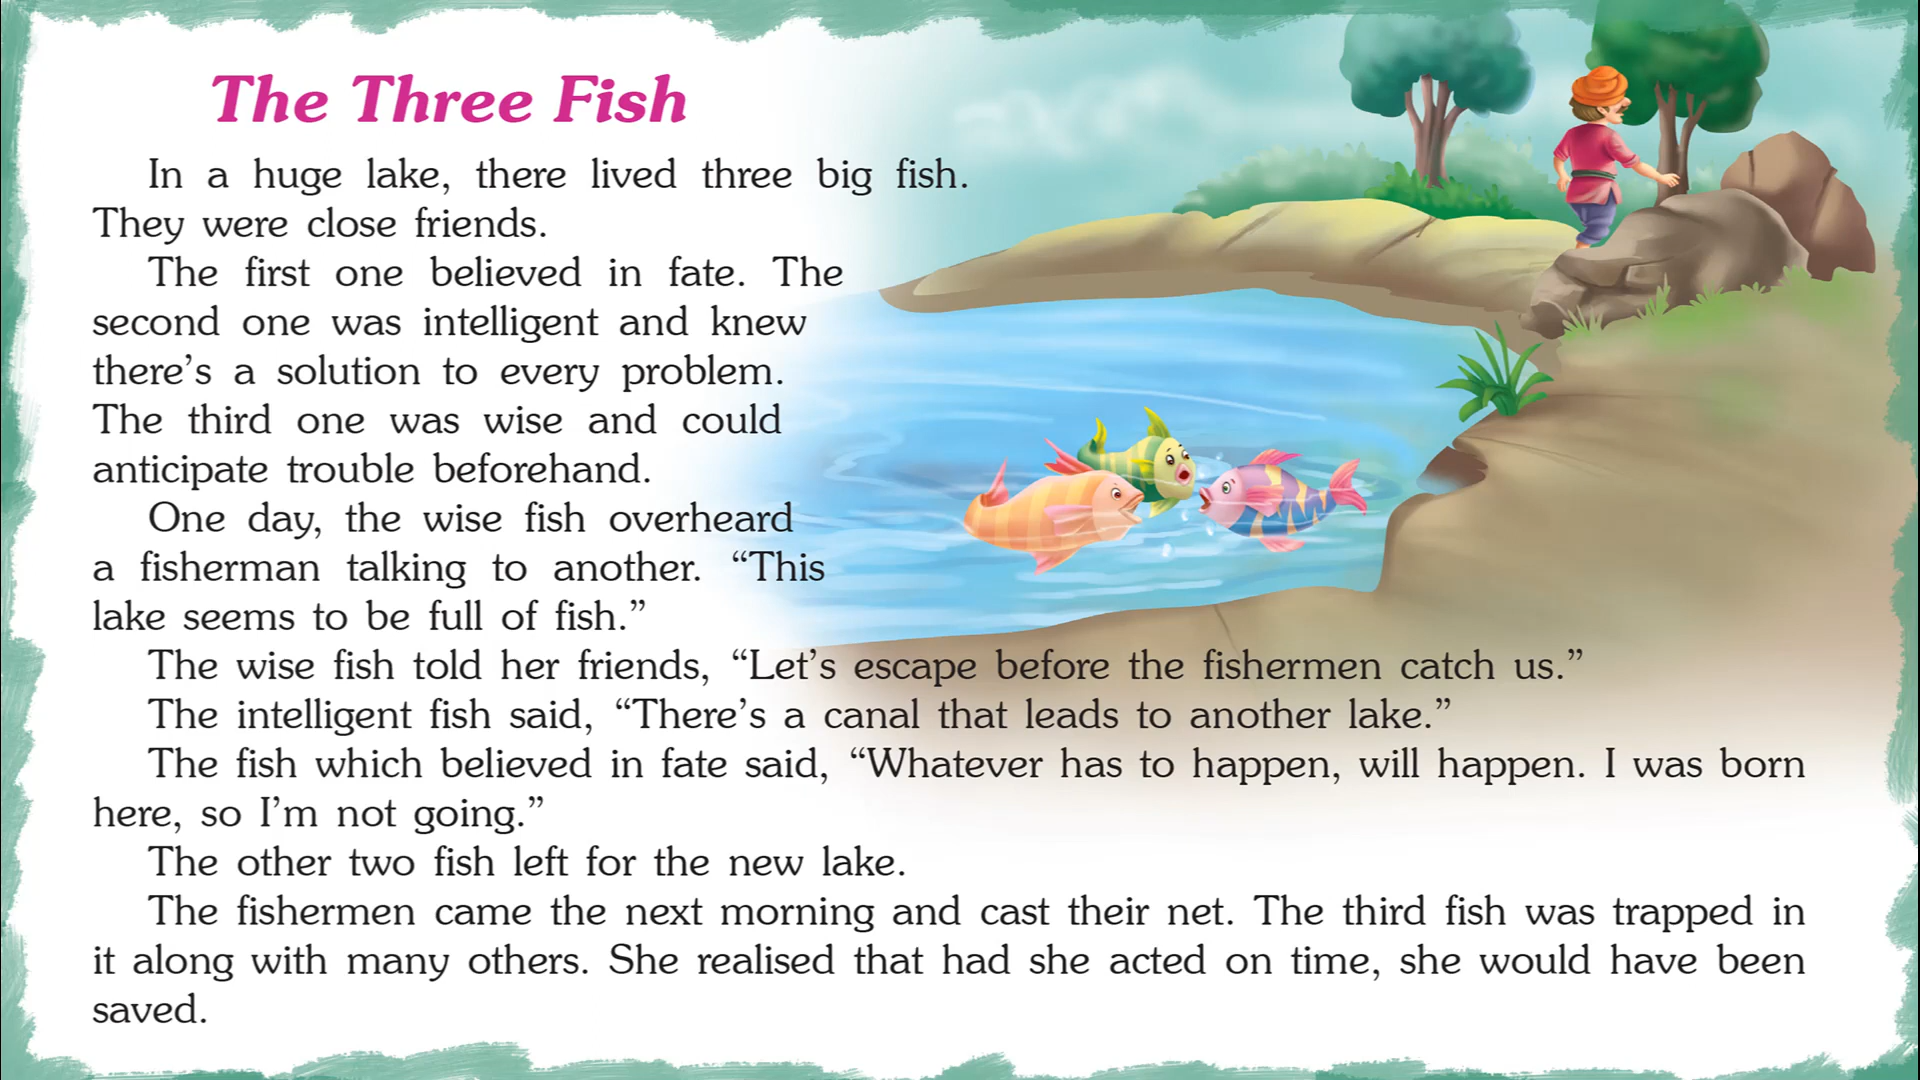 The Three Fish
In a huge lake, there lived three big fish.
They were close friends.
The first one believed in fate. The
second one was intelligent and knew
there’s a solution to every problem.
The third one was wise and could
anticipate trouble beforehand.
One day, the wise fish overheard
a fisherman talking to another. “This
lake seems to be full of fish.”
The wise fish told her friends, “Let’s escape before the fishermen catch us.”
The intelligent fish said, “There’s a canal that leads to another lake.”
The fish which believed in fate said, “Whatever has to happen, will happen. I was born
here, so I’m not going.”
The other two fish left for the new lake.
The fishermen came the next morning and cast their net. The third fish was trapped in
it along with many others. She realised that had she acted on time, she would have been
saved.